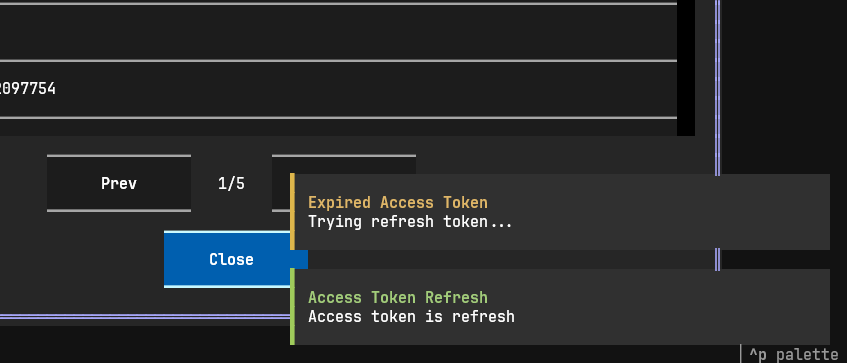 2097754
Prev
1/5
Expired Access Token
Trying refresh token...
Close
Access Token Refresh
Access token is refresh
^p palette